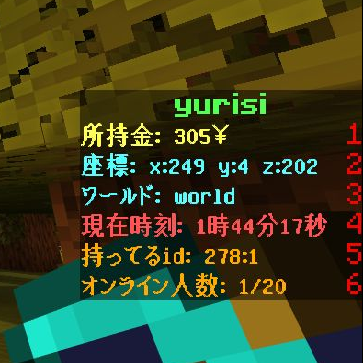 yurisi
所持金: 305¥ 1
座標: x:249 y:4 z:202 2
ワールド: world 3
現在時刻: 1時44分17秒 4
持ってるid: 278:1 5
オンライン人数: 1/20 6